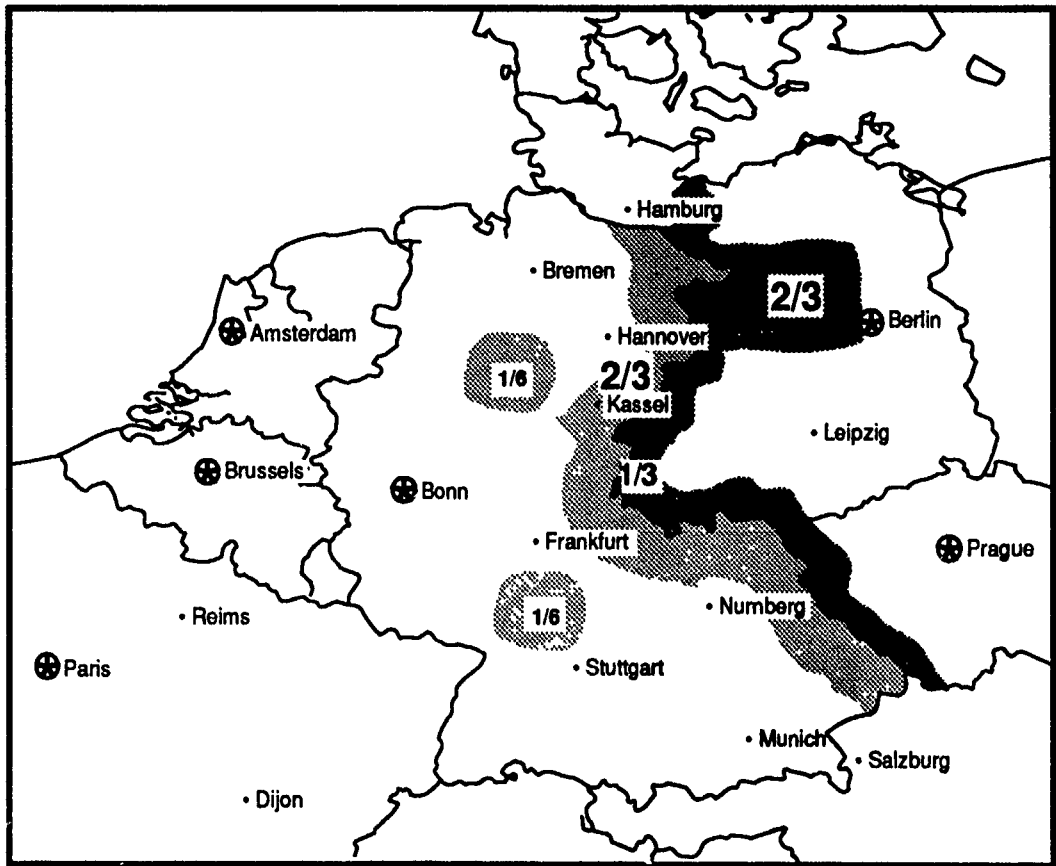 Hamburg
Bremen
2/3
Berlin
Amsterdam
Hannover
1/6
2/3
Kassel
Leipzig
Brussels
Bonn
1/3
Frankfurt
Prague
Reims
1/6
Nurnberg
Paris
Stuttgart
Munich
Salzburg
Dijon